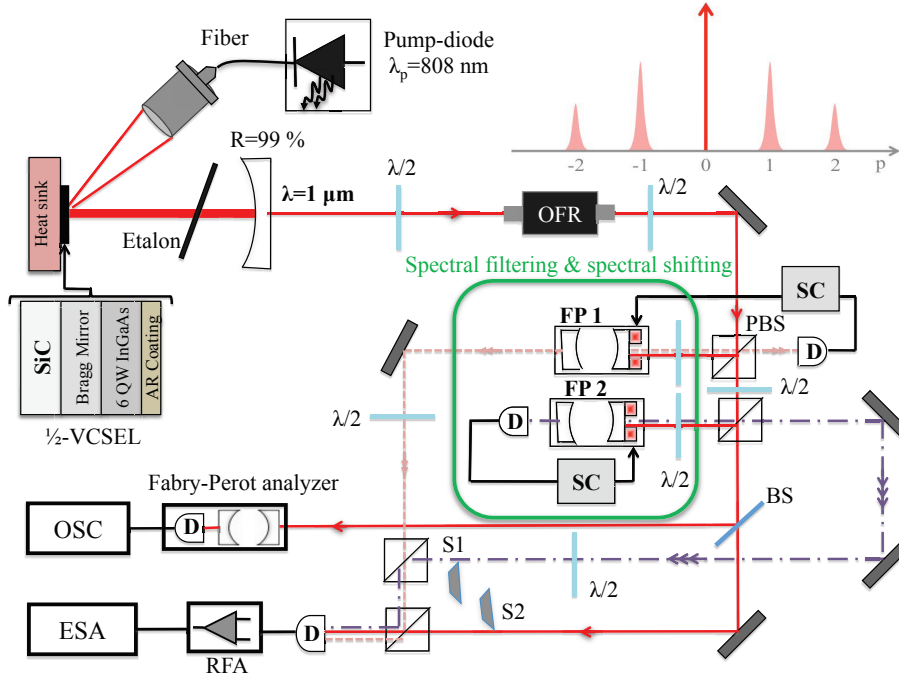 Fiber
Pump-diode
λp=808 nm
R=99 %
-2 -1 0 1 2 p
Heat sink
Etalon
λ=1 µm
λ/2
OFR
λ/2
Spectral filtering & spectral shifting
SC
FP 1
PBS
D
λ/2
SiC
Bragg Mirror
6 QW InGaAs
AR Coating
½-VCSEL
FP 2
D
λ/2
SC
λ/2
BS
Fabry-Perot analyzer
OSC
D
S1
λ/2
S2
ESA
RFA
D